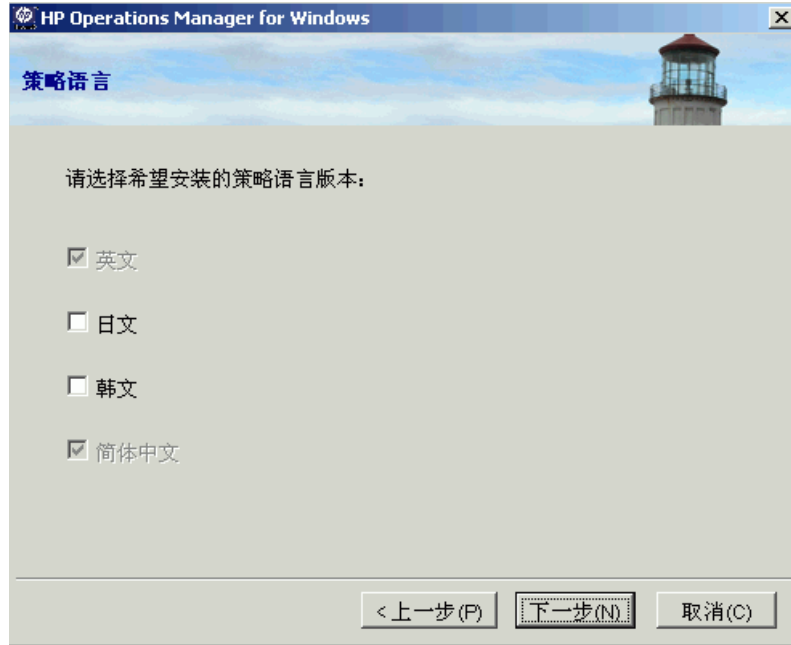 HP Operations Manager for Windows
策略语言
请选择希望安装的策略语言版本：
英文
日文
韩文
简体中文
<上一步(P) 下一步(N) 取消(C)